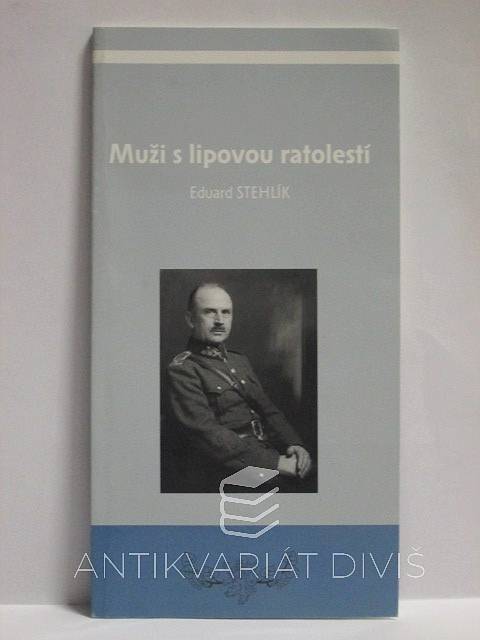 Muži s lipovou ratolestí
Eduard STEHLÍK
ANTIKVARIÁT DIVIŠ